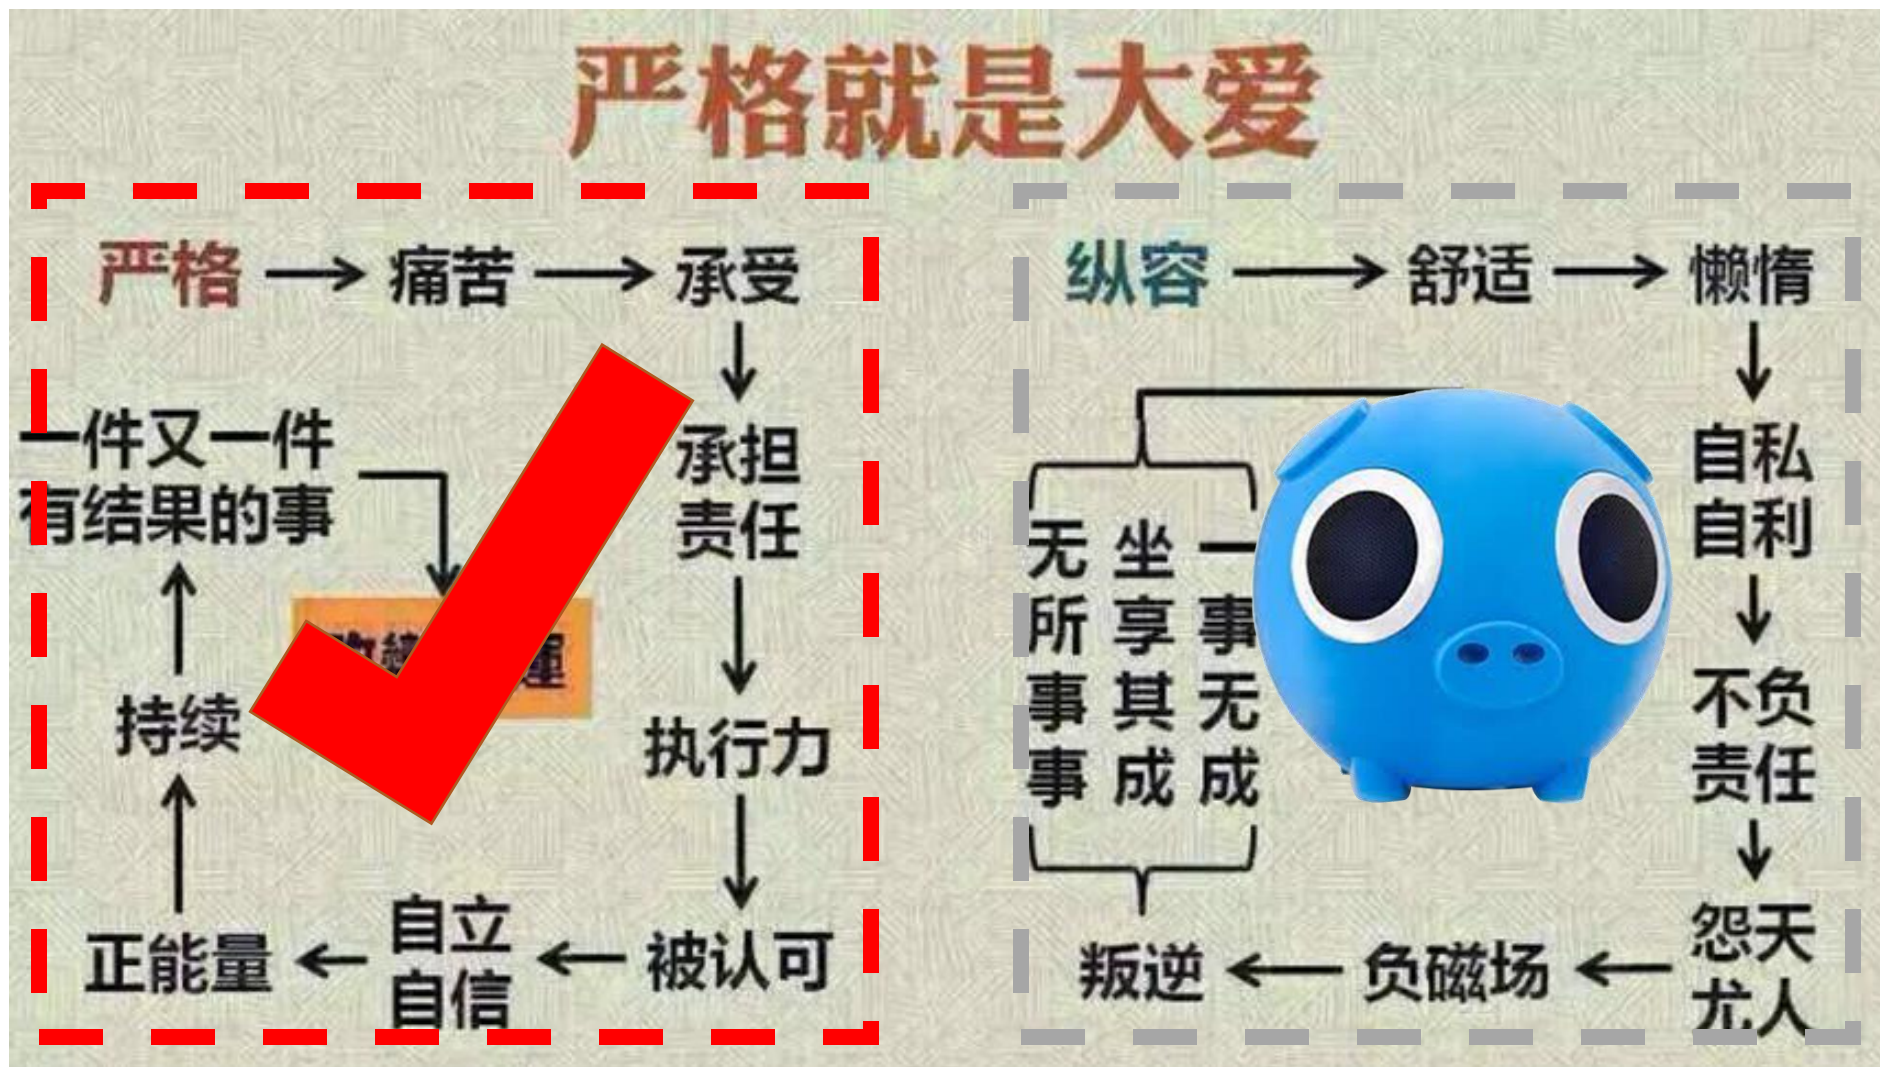 严格就是大爱
严格
痛苦
承受
承担
责任
执行力
被认可
自立
自信
正能量
持续
一件又一件
有结果的事
纵容
舒适
懒惰
自私
自利
不负
责任
怨天
尤人
负磁场
叛逆
无所事事
坐享其成
一事无成